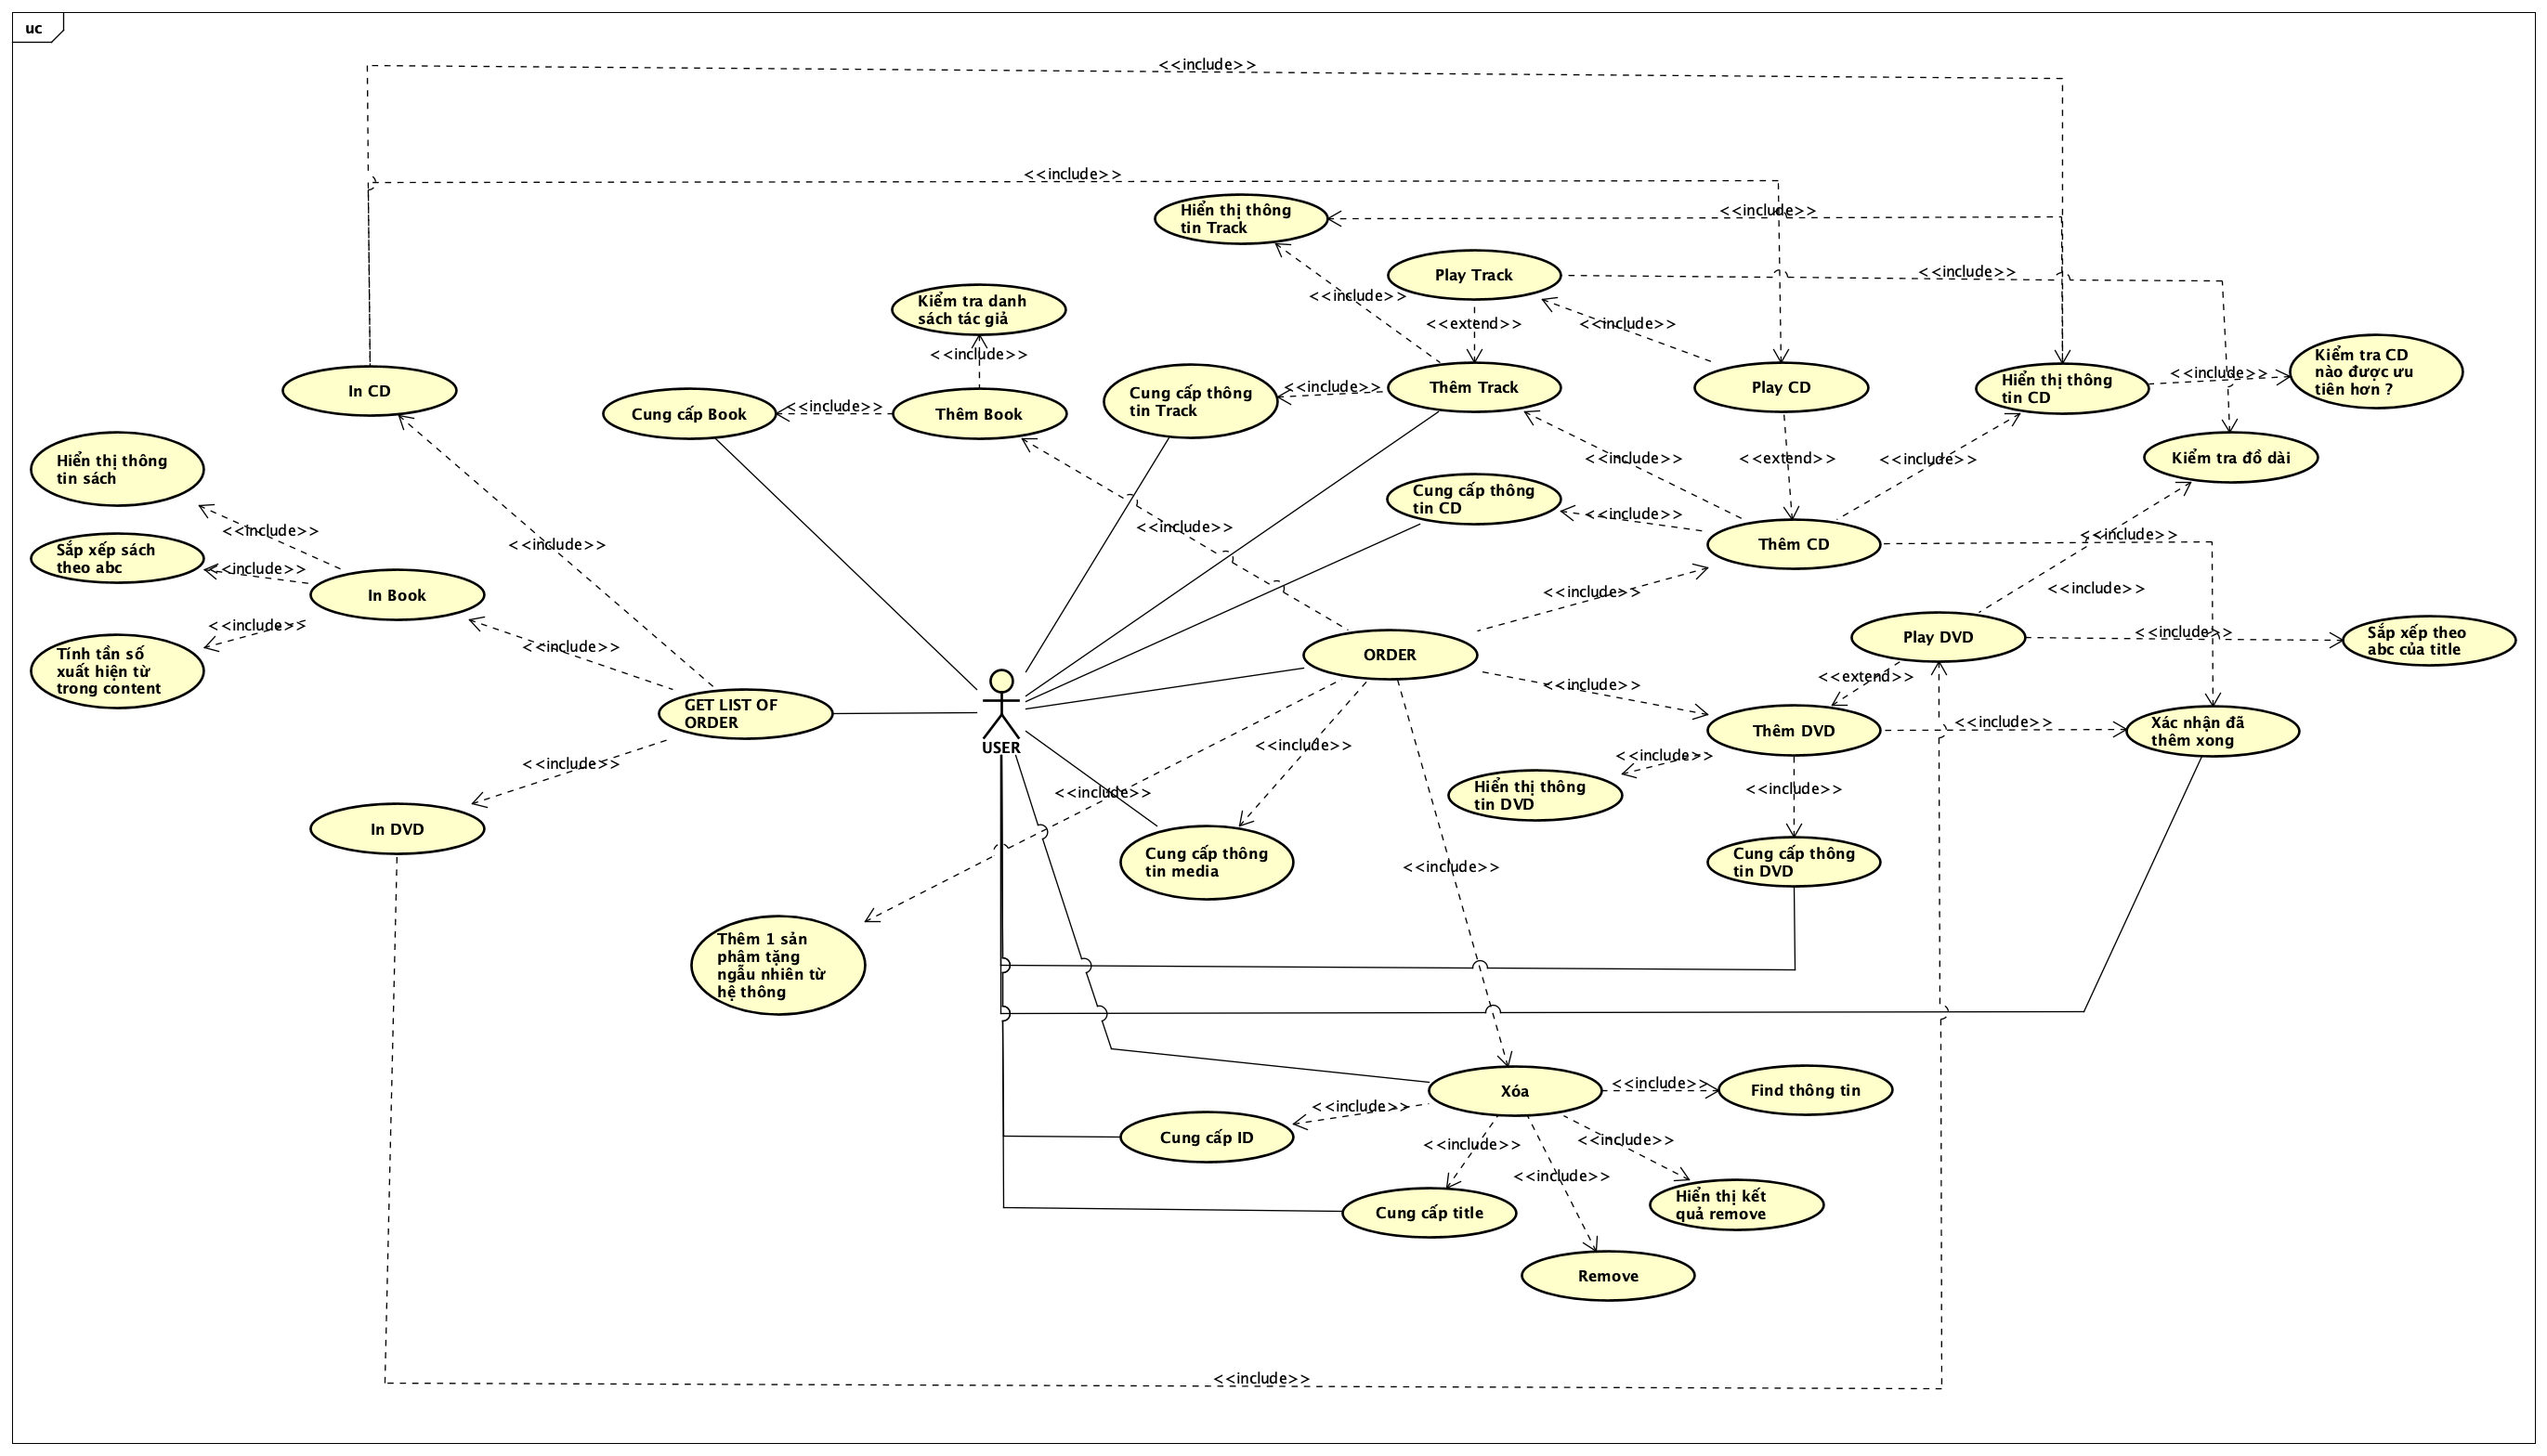 uc
<<include>>
<<include>>
Hiển thị thông
tin Track
<<include>>
Play Track
<<include>>
Kiểm tra danh
sách tác giả
<<include>>
<<extend>>
<<include>>
<<include>>
In CD
Cung cấp Book
<<include>>
Thêm Book
Cung cấp thông
tin Track
<<include>>
Thêm Track
Play CD
Hiển thị thông
tin CD
<<include>>
Kiểm tra CD
nào được ưu
tiên hơn ?
Hiển thị thông
tin sách
<<include>>
<<extend>>
<<include>>
Kiểm tra đồ dài
Cung cấp thông
tin CD
<<include>>
<<include>>
<<include>>
<<include>>
Thêm CD
<<include>>
Sắp xếp sách
theo abc
<<include>>
In Book
<<include>>
<<include>>
<<include>>
Tính tần số
xuất hiện từ
trong content
<<include>>
ORDER
Play DVD
<<include>>
Sắp xếp theo
abc của title
<<extend>>
<<include>>
GET LIST OF
ORDER
USER
<<include>>
Thêm DVD
<<include>>
Xác nhận đã
thêm xong
<<include>>
<<include>>
Hiển thị thông
tin DVD
<<include>>
<<include>>
In DVD
Cung cấp thông
tin media
<<include>>
Cung cấp thông
tin DVD
Thêm 1 sản
phâm tặng
ngẫu nhiên từ
hệ thông
Xóa
<<include>>
Find thông tin
<<include>>
Cung cấp ID
<<include>>
<<include>>
<<include>>
Cung cấp title
Hiển thị kết
quả remove
Remove
<<include>>